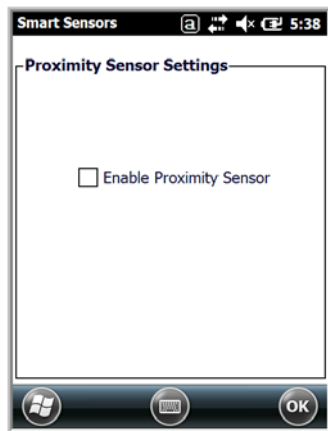 Smart Sensors a 5:38
Proximity Sensor Settings
Enable Proximity Sensor
OK